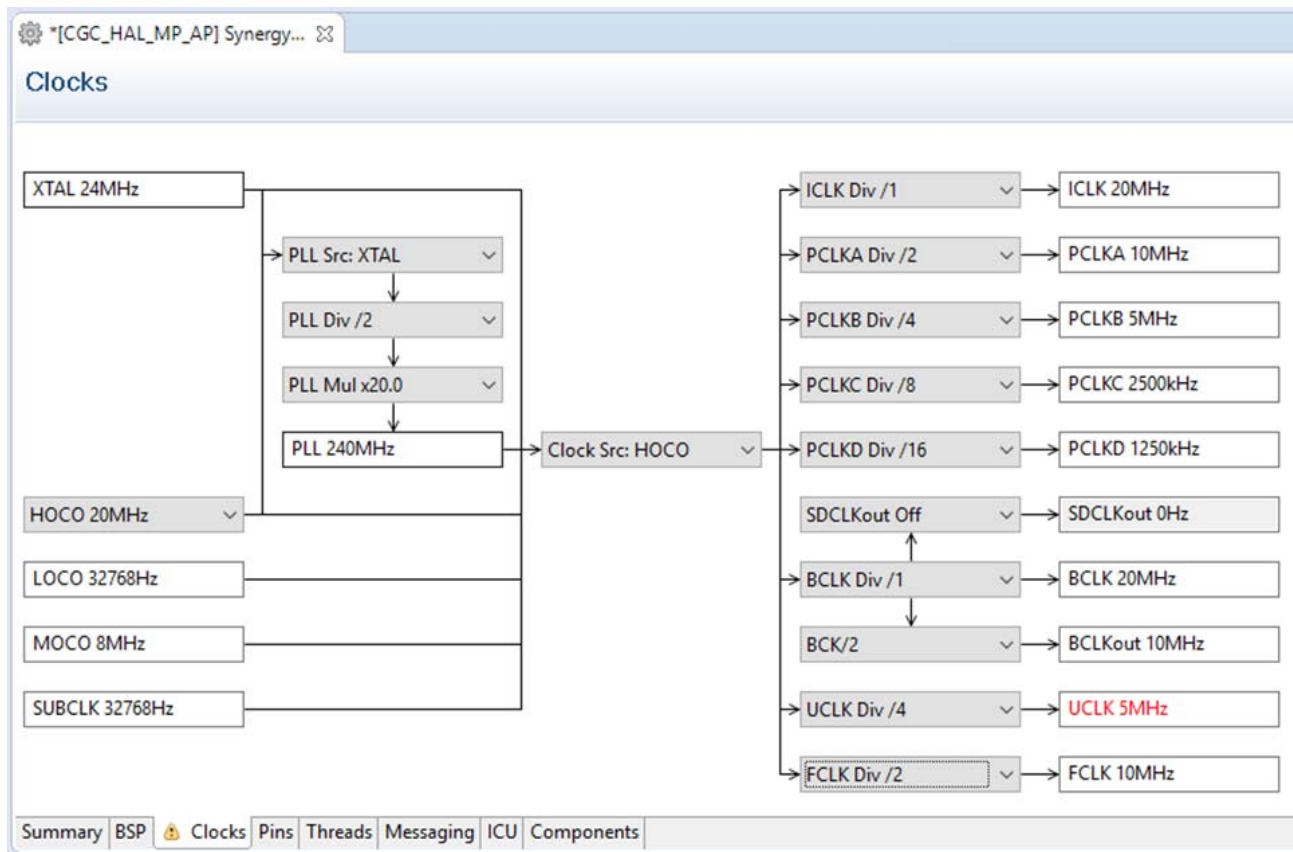 *[CGC_HAL_MP_AP] Synergy...
Clocks
XTAL 24MHz
PLL Src: XTAL
PLL Div /2
PLL Mul x20.0
PLL 240MHz
HOCO 20MHz
LOCO 32768Hz
MOCO 8MHz
SUBCLK 32768Hz
Clock Src: HOCO
ICLK Div /1
ICLK 20MHz
PCLKA Div /2
PCLKA 10MHz
PCLKB Div /4
PCLKB 5MHz
PCLKC Div /8
PCLKC 2500kHz
PCLKD Div /16
PCLKD 1250kHz
SDCLKout Off
SDCLKout 0Hz
BCLK Div /1
BCLK 20MHz
BCK/2
BCLKout 10MHz
UCLK Div /4
UCLK 5MHz
FCLK Div /2
FCLK 10MHz
Summary BSP Clocks Pins Threads Messaging ICU Components